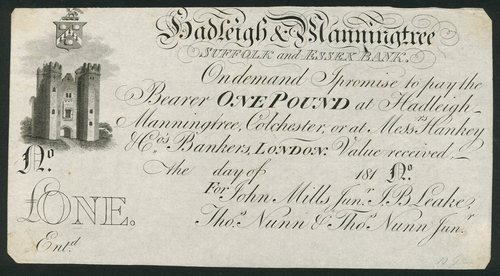 Hadleigh & Manningtree
SUFFOLK and ESSEX BANK.
On demand I promise to pay the
Bearer ONE POUND at Hadleigh
Manningtree, Colchester, or at Messrs Hankey
& Cos Bankers, LONDON: Value received.
No. the day of 181 No.
For John Mills Junr. J. B. Leake,
£ONE. Thos. Nunn & Thos. Nunn Junr.
Entd.